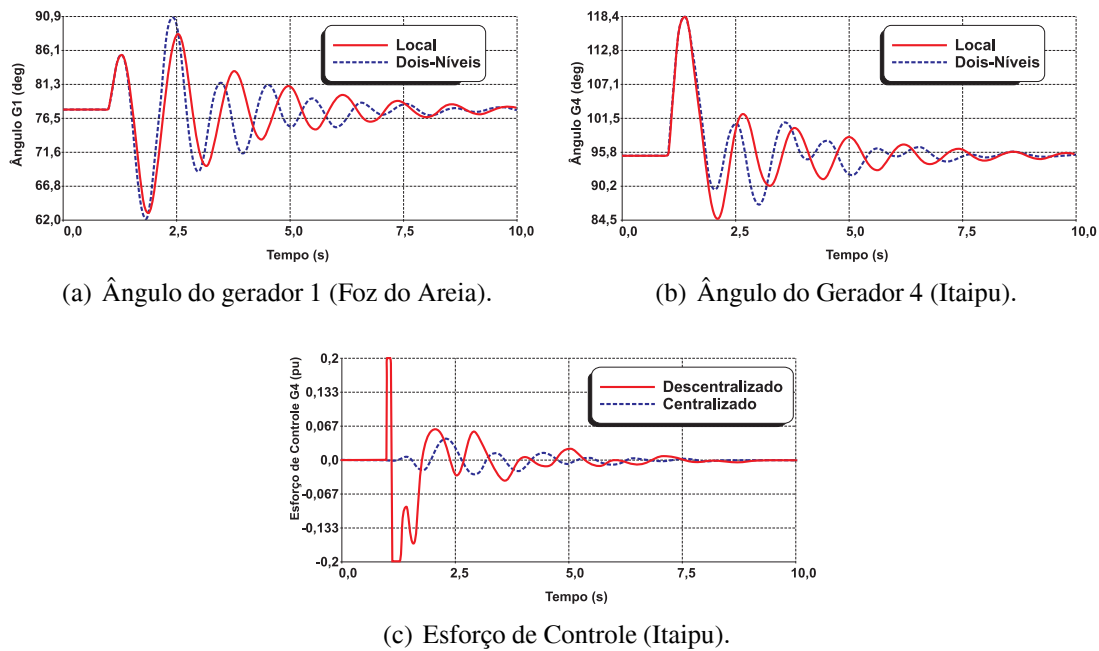 90,9
86,1
81,3
76,5
71,6
66,8
62,0
Ângulo G1 (deg)
Local
Dois-Níveis
0,0 2,5 5,0 7,5 10,0
Tempo (s)
(a) Ângulo do gerador 1 (Foz do Areia).
118,4
112,8
107,1
101,5
95,8
90,2
84,5
Ângulo G4 (deg)
Local
Dois-Níveis
0,0 2,5 5,0 7,5 10,0
Tempo (s)
(b) Ângulo do Gerador 4 (Itaipu).
0,2
0,133
0,067
0,0
-0,067
-0,133
-0,2
Esforço de Controle G4 (pu)
Descentralizado
Centralizado
0,0 2,5 5,0 7,5 10,0
Tempo (s)
(c) Esforço de Controle (Itaipu).